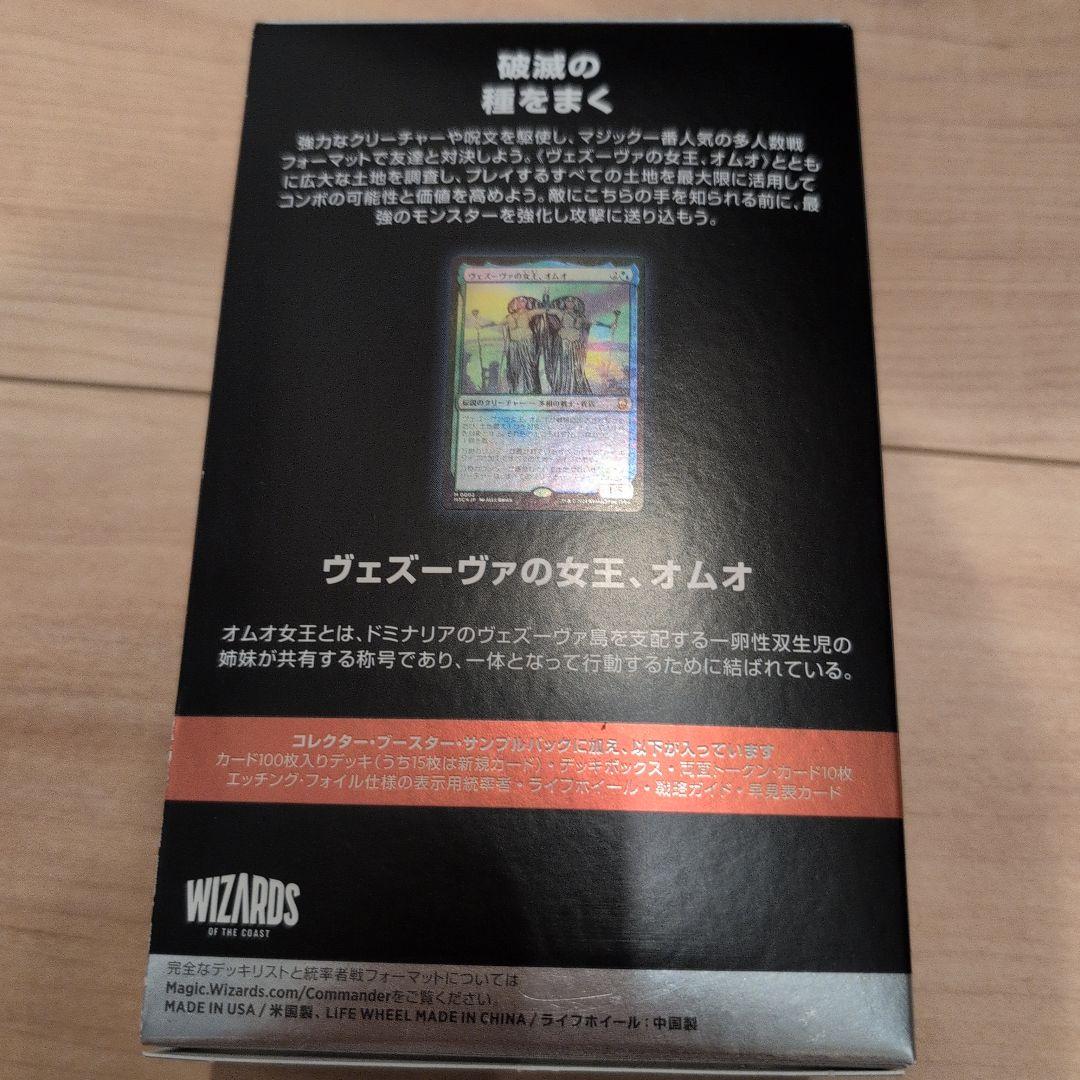 破滅の
種をまく
強力なクリーチャーや呪文を駆使し、マジック一番人気の多人数戦
フォーマットで友達と対決しよう。《ヴェズーヴァの女王、オムオ》ととも
に広大な土地を調査し、プレイするすべての土地を最大限に活用して
コンボの可能性と価値を高めよう。敵にこちらの手を知られる前に、最
強のモンスターを強化し攻撃に送り込もう。
ヴェズーヴァの女王、オムオ
伝説のクリーチャー — 多相の戦士・貴族
1/5
M 0002
ヴェズーヴァの女王、オムオ
オムオ女王とは、ドミナリアのヴェズーヴァ島を支配する一卵性双生児の
姉妹が共有する称号であり、一体となって行動するために結ばれている。
コレクター・ブースター・サンプルパックに加え、以下が入っています
カード100枚入りデッキ(うち15枚は新規カード)・デッキボックス・両面トークン・カード10枚
エッチング・フォイル仕様の表示用統率者・ライフホイール・戦略ガイド・早見表カード
WIZARDS
OF THE COAST
完全なデッキリストと統率者戦フォーマットについては
Magic.Wizards.com/Commanderをご覧ください。
MADE IN USA / 米国製、LIFE WHEEL MADE IN CHINA / ライフホイール:中国製